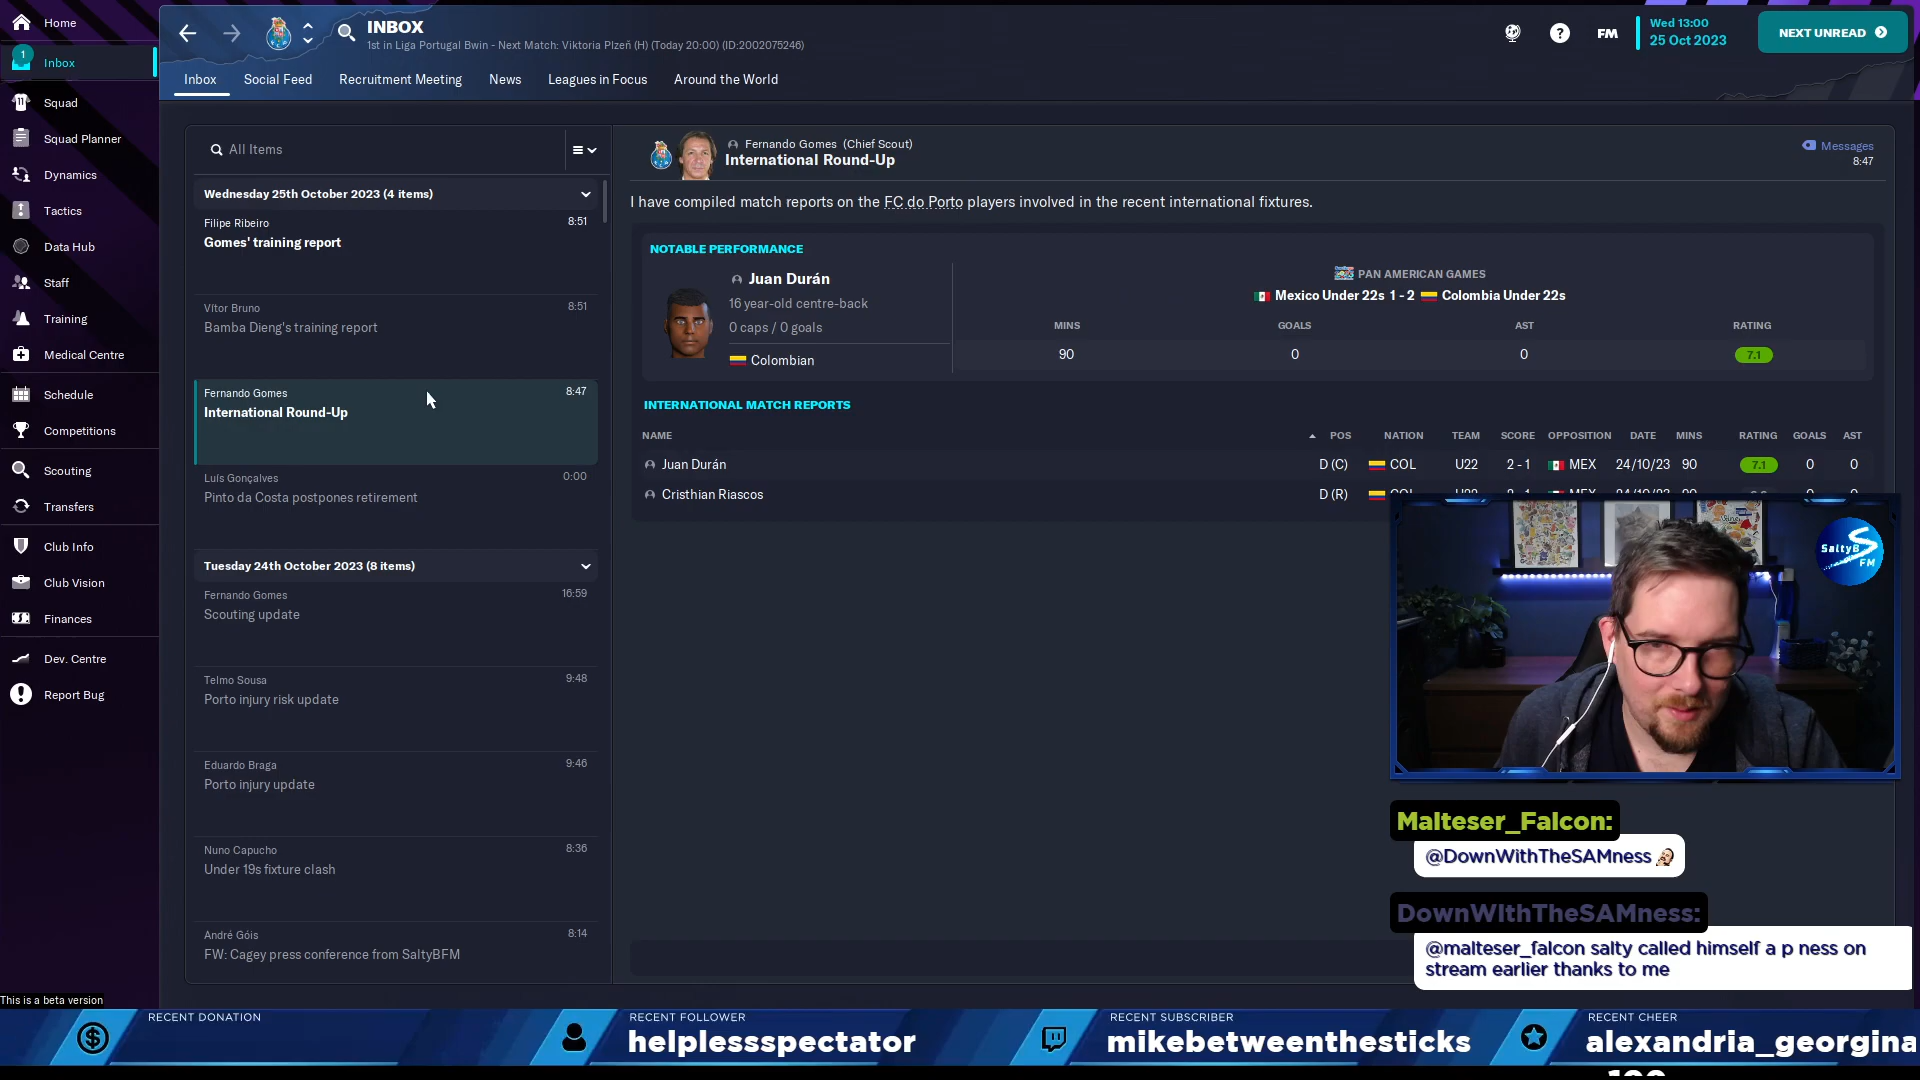 Home
1
Inbox
Squad
Squad Planner
Dynamics
Tactics
Data Hub
Staff
Training
Medical Centre
Schedule
Competitions
Scouting
Transfers
Club Info
Club Vision
Finances
Dev. Centre
Report Bug
This is a beta version
INBOX
1st in Liga Portugal Bwin - Next Match: Viktoria Plzeň (H) (Today 20:00) (ID:2002075246)
FM
Wed 13:00
25 Oct 2023
NEXT UNREAD
Inbox Social Feed Recruitment Meeting News Leagues in Focus Around the World
All Items
Wednesday 25th October 2023 (4 items)
Filipe Ribeiro 8:51
Gomes' training report
Vítor Bruno 8:51
Bamba Dieng's training report
Fernando Gomes 8:47
International Round-Up
Luís Gonçalves 0:00
Pinto da Costa postpones retirement
Tuesday 24th October 2023 (8 items)
Fernando Gomes 16:59
Scouting update
Telmo Sousa 9:48
Porto injury risk update
Eduardo Braga 9:46
Porto injury update
Nuno Capucho 8:36
Under 19s fixture clash
André Góis 8:14
FW: Cagey press conference from SaltyBFM
Fernando Gomes (Chief Scout)
International Round-Up
Messages
8:47
I have compiled match reports on the FC do Porto players involved in the recent international fixtures.
NOTABLE PERFORMANCE
Juan Durán
16 year-old centre-back
0 caps / 0 goals
Colombian
PAN AMERICAN GAMES
Mexico Under 22s 1 - 2 Colombia Under 22s
MINS GOALS AST RATING
90 0 0 7.1
INTERNATIONAL MATCH REPORTS
NAME POS NATION TEAM SCORE OPPOSITION DATE MINS RATING GOALS AST
Juan Durán D (C) COL U22 2 - 1 MEX 24/10/23 90 7.1 0 0
Cristhian Riascos D (R) COL U22 2 - 1 MEX 24/10/23 90
SaltyB
FM
Malteser_Falcon:
@DownWithTheSAMness
DownWIthTheSAMness:
@malteser_falcon salty called himself a p ness on
stream earlier thanks to me
RECENT DONATION
RECENT FOLLOWER
helplessspectator
RECENT SUBSCRIBER
mikebetweenthesticks
RECENT CHEER
alexandria_georgina